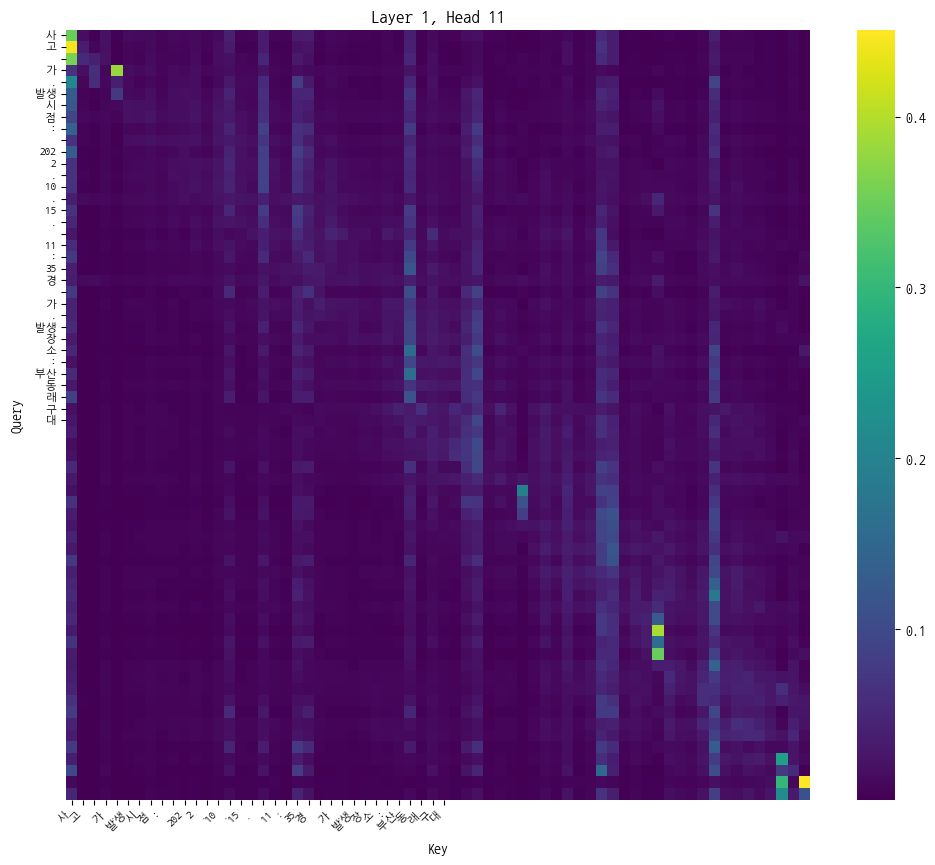 Layer 1, Head 11
사
고
가
.
발생
시
점
:
202
2
.
10
.
15
.
11
:
35
경
가
.
발생
장
소
:
부산
동
래
구
대
Query
사 고 가 . 발생 시 점 : 202 2 . 10 . 15 . 11 : 35 경 가 . 발생 장 소 : 부산 동 래 구 대
Key
0.4
0.3
0.2
0.1